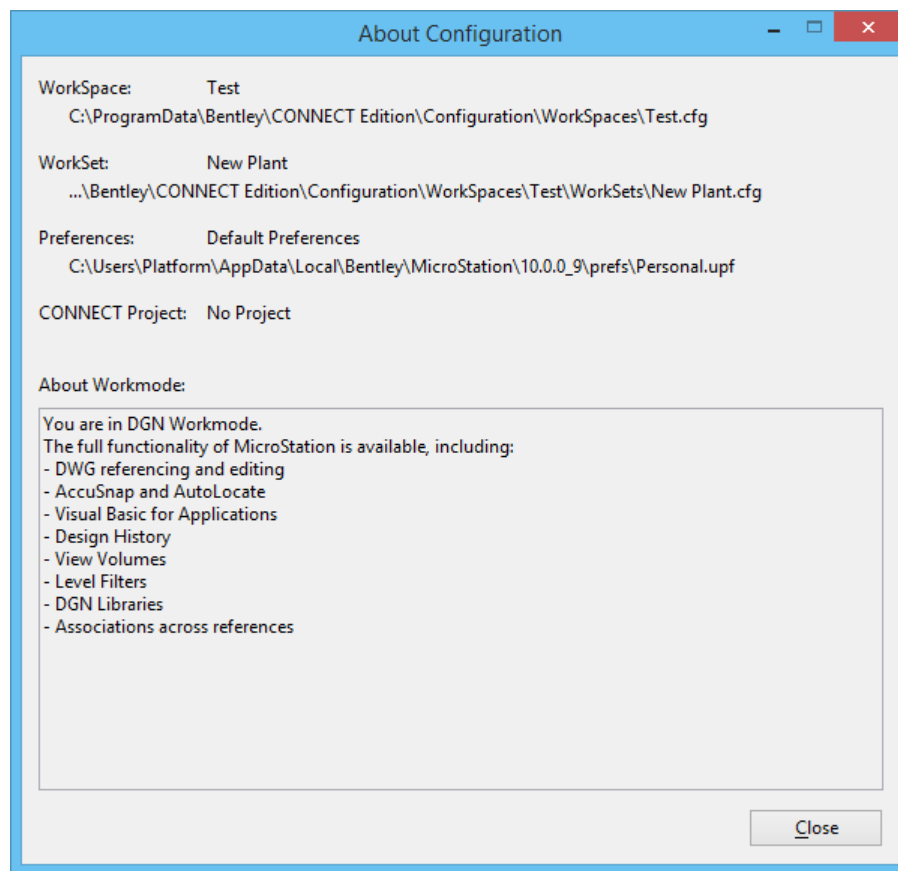 About Configuration
WorkSpace: Test
C:\ProgramData\Bentley\CONNECT Edition\Configuration\WorkSpaces\Test.cfg
WorkSet: New Plant
...\Bentley\CONNECT Edition\Configuration\WorkSpaces\Test\WorkSets\New Plant.cfg
Preferences: Default Preferences
C:\Users\Platform\AppData\Local\Bentley\MicroStation\10.0.0_9\prefs\Personal.upf
CONNECT Project: No Project
About Workmode:
You are in DGN Workmode.
The full functionality of MicroStation is available, including:
- DWG referencing and editing
- AccuSnap and AutoLocate
- Visual Basic for Applications
- Design History
- View Volumes
- Level Filters
- DGN Libraries
- Associations across references
Close